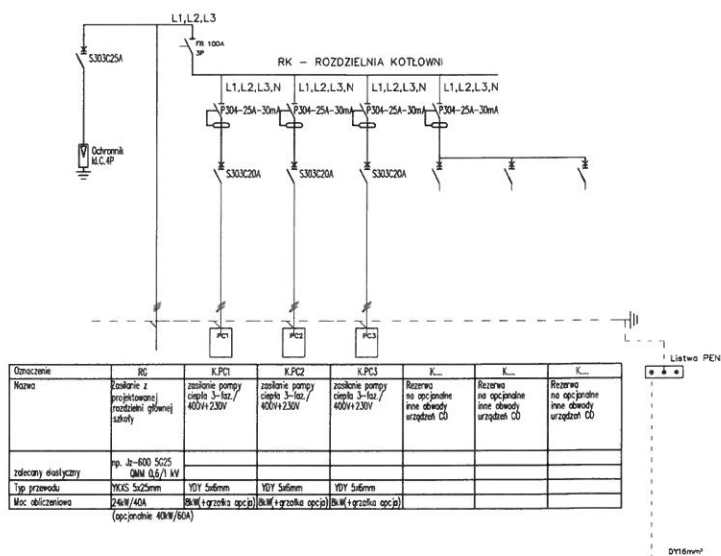 L1,L2,L3
FR 100A
3P
S303C25A
RK – ROZDZIELNIA KOTŁOWNI
L1,L2,L3,N L1,L2,L3,N L1,L2,L3,N L1,L2,L3,N
P304-25A-30mA P304-25A-30mA P304-25A-30mA P304-25A-30mA
Ochronnik
kl.C.4P
S303C20A S303C20A S303C20A
PC1 PC2 PC3
Listwa PEN
Oznaczenie RG K.PC1 K.PC2 K.PC3 K... K... K...
Nazwa Zasilanie z zasilanie pompy zasilanie pompy zasilanie pompy Rezerwa Rezerwa Rezerwa
projektowanej ciepła 3-faz./ ciepła 3-faz./ ciepła 3-faz./ na opcjonalne na opcjonalne na opcjonalne
rozdzielni głównej 400V+230V 400V+230V 400V+230V inne obwody inne obwody inne obwody
szkoły urządzeń CO urządzeń CO urządzeń CO
np. Jz-600 5G25
zalecany elastyczny OMM 0,6/1 kV
Typ przewodu YKXS 5x25mm YDY 5x6mm YDY 5x6mm YDY 5x6mm
Moc obliczeniowa 24kW/40A 8kW(+grzałka opcja) 8kW(+grzałka opcja) 8kW(+grzałka opcja)
(opcjonalnie 40kW/60A)
DY16mm²